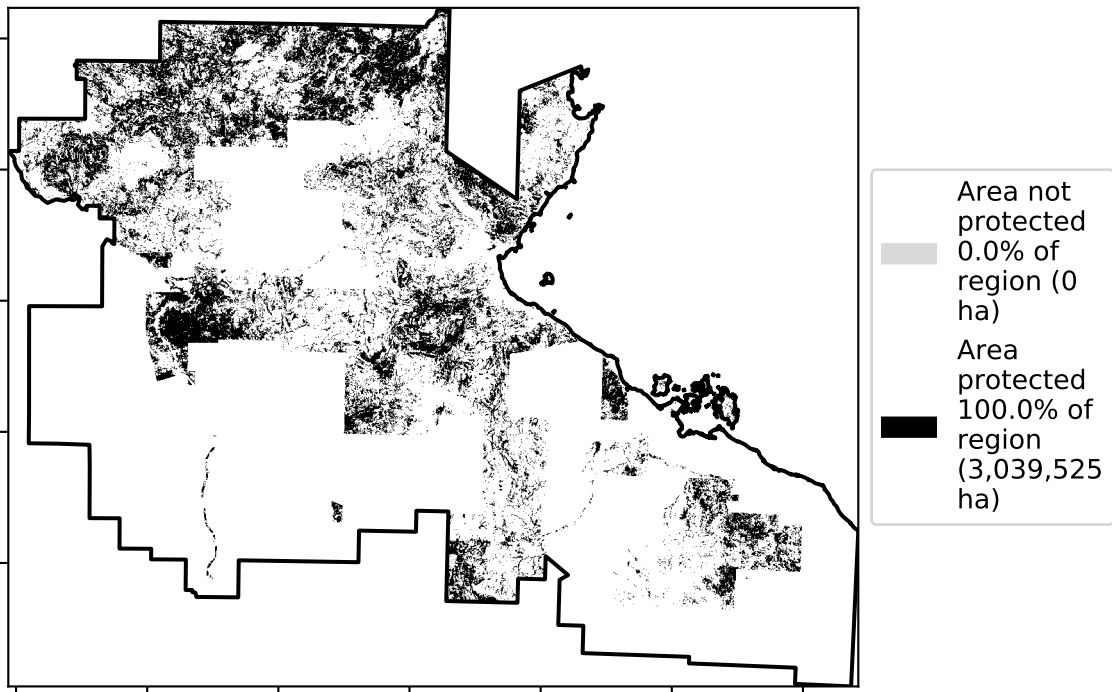 Area not
protected
0.0% of
region (0
ha)
Area
protected
100.0% of
region
(3,039,525
ha)